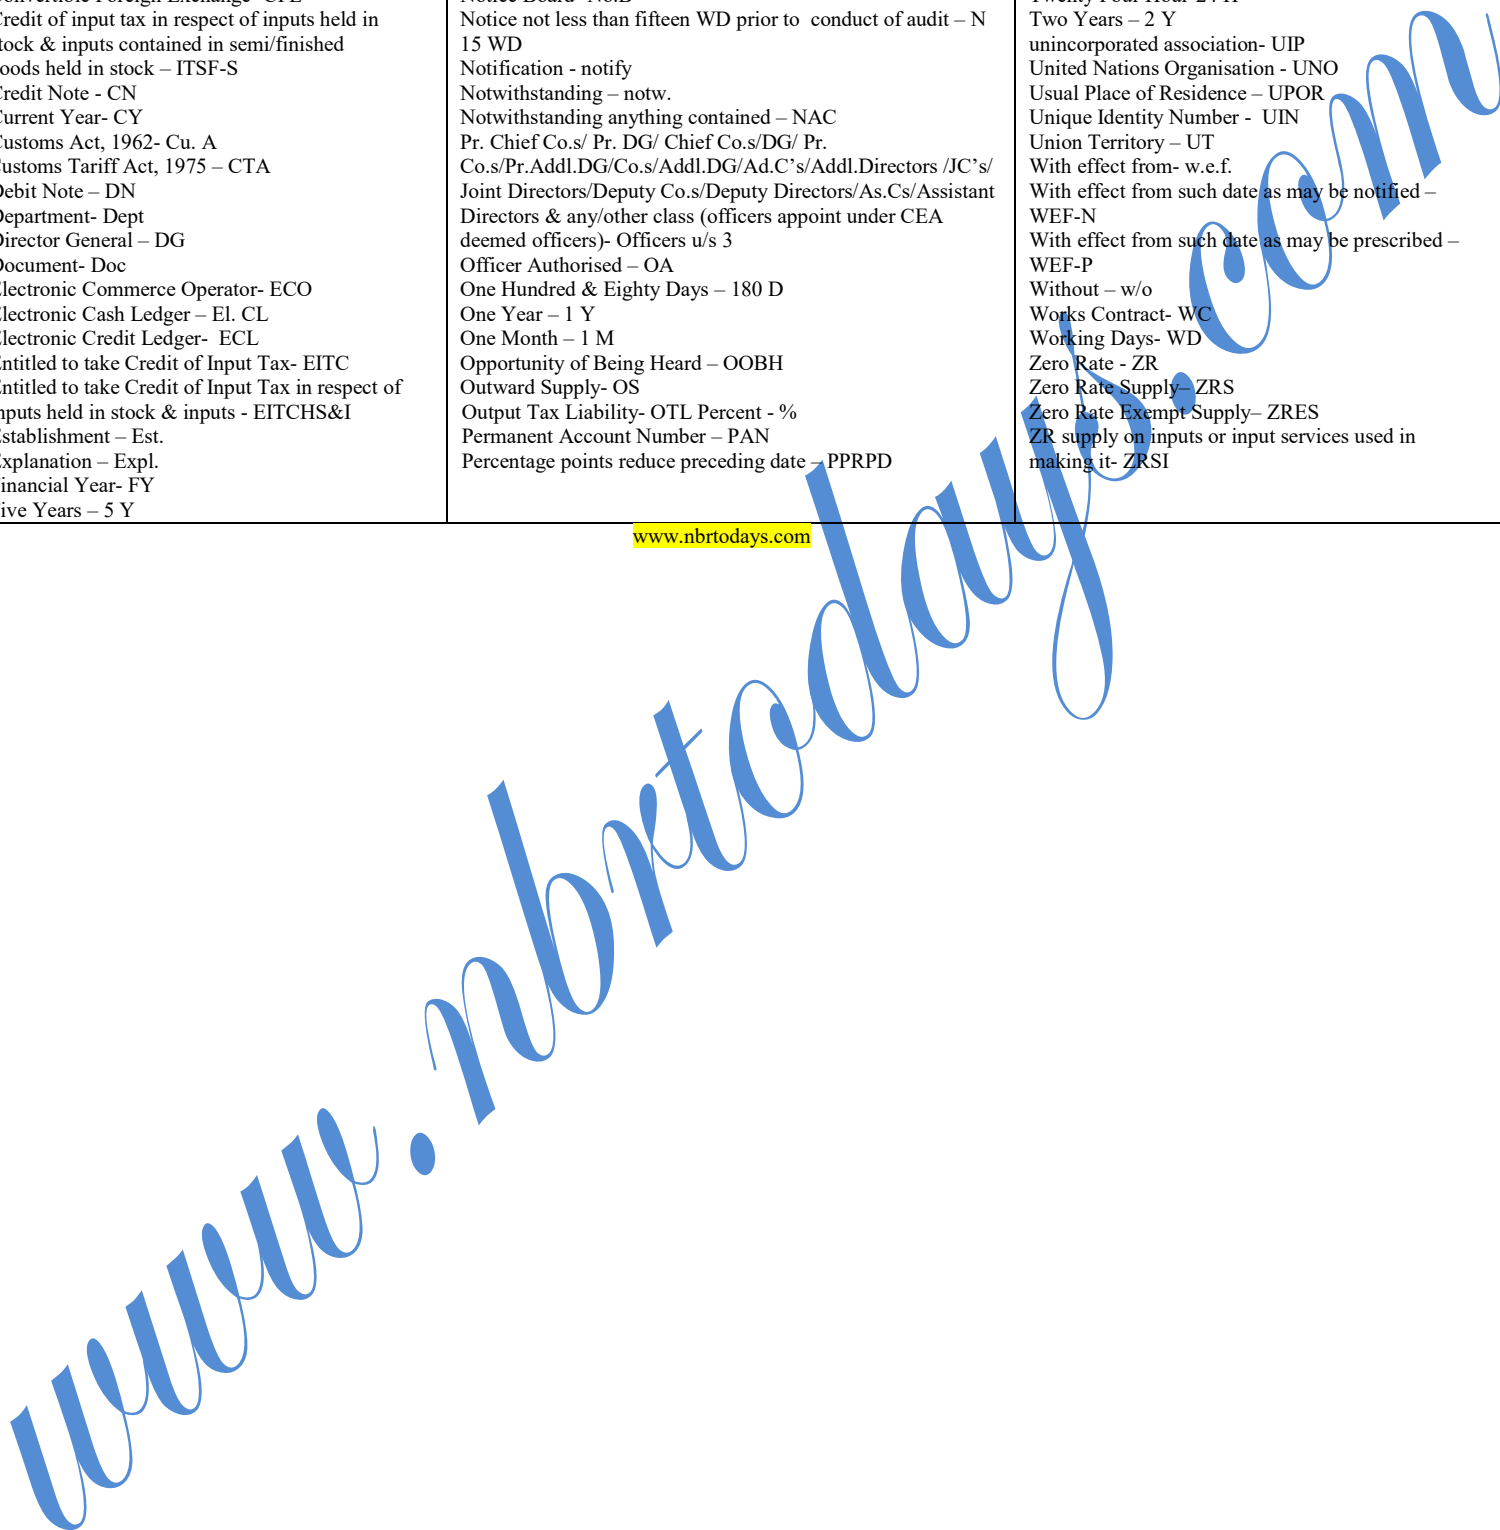 Credit of input tax in respect of inputs held in
stock & inputs contained in semi/finished
goods held in stock – ITSF-S
Credit Note - CN
Current Year- CY
Customs Act, 1962- Cu. A
Customs Tariff Act, 1975 – CTA
Debit Note – DN
Department- Dept
Director General – DG
Document- Doc
Electronic Commerce Operator- ECO
Electronic Cash Ledger – El. CL
Electronic Credit Ledger-  ECL
Entitled to take Credit of Input Tax- EITC
Entitled to take Credit of Input Tax in respect of
inputs held in stock & inputs - EITCHS&I
Establishment – Est.
Explanation – Expl.
Financial Year- FY
Five Years – 5 Y
Notice not less than fifteen WD prior to  conduct of audit – N
15 WD
Notification - notify
Notwithstanding – notw.
Notwithstanding anything contained – NAC
Pr. Chief Co.s/ Pr. DG/ Chief Co.s/DG/ Pr.
Co.s/Pr.Addl.DG/Co.s/Addl.DG/Ad.C’s/Addl.Directors /JC’s/
Joint Directors/Deputy Co.s/Deputy Directors/As.Cs/Assistant
Directors & any/other class (officers appoint under CEA
deemed officers)- Officers u/s 3
Officer Authorised – OA
One Hundred & Eighty Days – 180 D
One Year – 1 Y
One Month – 1 M
Opportunity of Being Heard – OOBH
Outward Supply- OS
Output Tax Liability- OTL Percent - %
Permanent Account Number – PAN
Percentage points reduce preceding date – PPRPD
Two Years – 2 Y
unincorporated association- UIP
United Nations Organisation - UNO
Usual Place of Residence – UPOR
Unique Identity Number -  UIN
Union Territory – UT
With effect from- w.e.f.
With effect from such date as may be notified –
WEF-N
With effect from such date as may be prescribed –
WEF-P
Without – w/o
Works Contract- WC
Working Days- WD
Zero Rate - ZR
Zero Rate Supply– ZRS
Zero Rate Exempt Supply– ZRES
ZR supply on inputs or input services used in
making it- ZRSI
www.nbrtodays.com
www.nbrtodays.com